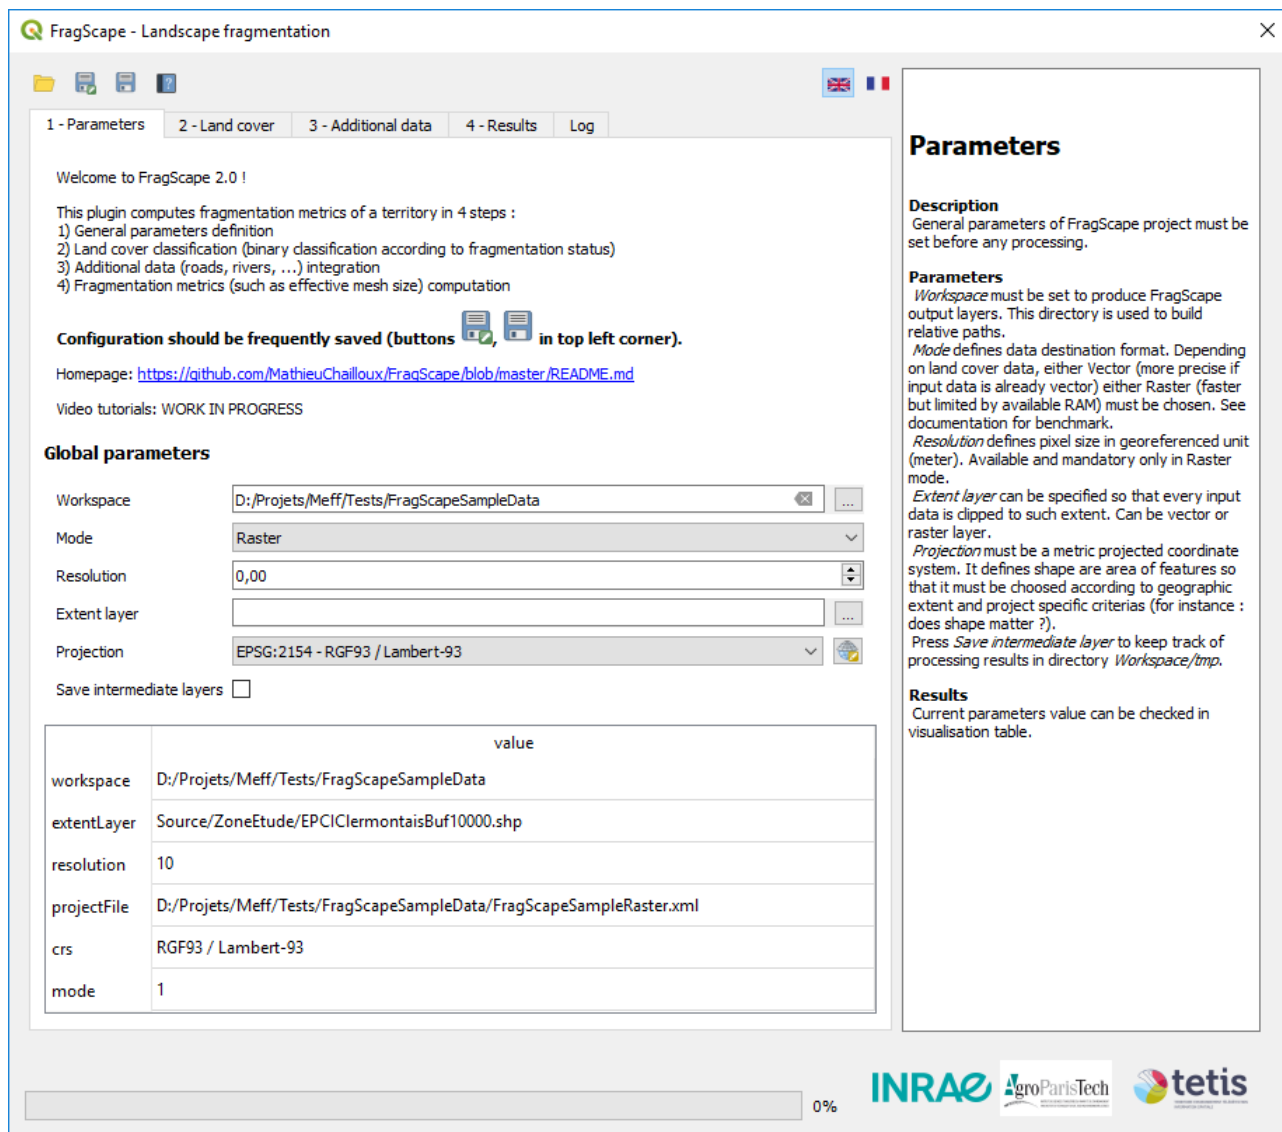 FragScape - Landscape fragmentation
1 - Parameters
2 - Land cover
3 - Additional data
4 - Results
Log
Welcome to FragScape 2.0 !
This plugin computes fragmentation metrics of a territory in 4 steps :
1) General parameters definition
2) Land cover classification (binary classification according to fragmentation status)
3) Additional data (roads, rivers, ...) integration
4) Fragmentation metrics (such as effective mesh size) computation
Configuration should be frequently saved (buttons , in top left corner).
Homepage: https://github.com/MathieuChailloux/FragScape/blob/master/README.md
Video tutorials: WORK IN PROGRESS
Global parameters
Workspace
D:/Projets/Meff/Tests/FragScapeSampleData
...
Mode
Raster
Resolution
0,00
Extent layer
...
Projection
EPSG:2154 - RGF93 / Lambert-93
Save intermediate layers
value
workspace
D:/Projets/Meff/Tests/FragScapeSampleData
extentLayer
Source/ZoneEtude/EPCIClermontaisBuf10000.shp
resolution
10
projectFile
D:/Projets/Meff/Tests/FragScapeSampleData/FragScapeSampleRaster.xml
crs
RGF93 / Lambert-93
mode
1
Parameters
Description
General parameters of FragScape project must be
set before any processing.
Parameters
Workspace must be set to produce FragScape
output layers. This directory is used to build
relative paths.
Mode defines data destination format. Depending
on land cover data, either Vector (more precise if
input data is already vector) either Raster (faster
but limited by available RAM) must be chosen. See
documentation for benchmark.
Resolution defines pixel size in georeferenced unit
(meter). Available and mandatory only in Raster
mode.
Extent layer can be specified so that every input
data is clipped to such extent. Can be vector or
raster layer.
Projection must be a metric projected coordinate
system. It defines shape are area of features so
that it must be choosed according to geographic
extent and project specific criterias (for instance :
does shape matter ?).
Press Save intermediate layer to keep track of
processing results in directory Workspace/tmp.
Results
Current parameters value can be checked in
visualisation table.
0%
INRAE
AgroParisTech
tetis